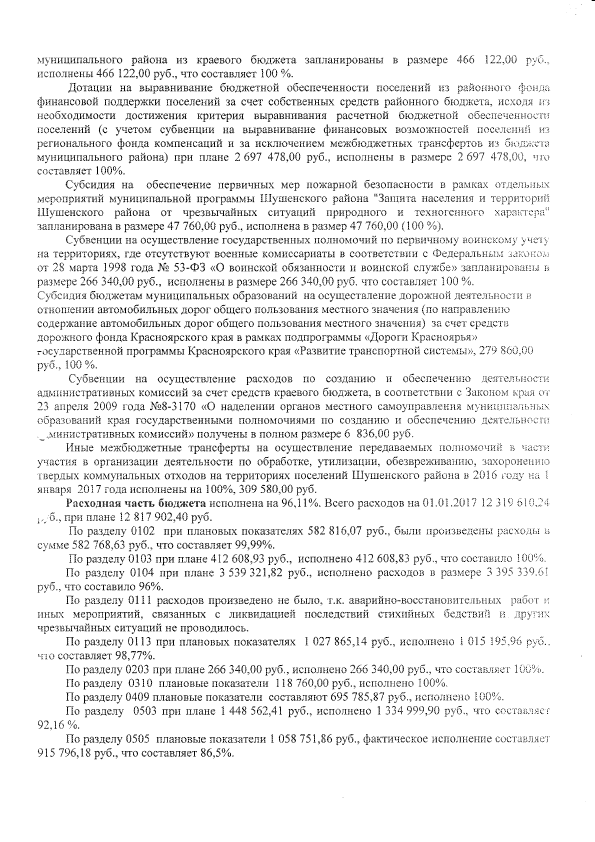 муниципального района из краевого бюджета запланированы в размере 466 122,00 руб.,
исполнены 466 122,00 руб., что составляет 100 %.
Дотации на выравнивание бюджетной обеспеченности поселений из районного фонда
финансовой поддержки поселений за счет собственных средств районного бюджета, исходя из
необходимости достижения критерия выравнивания расчетной бюджетной обеспеченности
поселений (с учетом субвенции на выравнивание финансовых возможностей поселений из
регионального фонда компенсаций и за исключением межбюджетных трансфертов из бюджета
муниципального района) при плане 2 697 478,00 руб., исполнены в размере 2 697 478,00, что
составляет 100%.
Субсидия на обеспечение первичных мер пожарной безопасности в рамках отдельных
мероприятий муниципальной программы Шушенского района "Защита населения и территорий
Шушенского района от чрезвычайных ситуаций природного и техногенного характера"
запланирована в размере 47 760,00 руб., исполнена в размер 47 760,00 (100 %).
Субвенции на осуществление государственных полномочий по первичному воинскому учету
на территориях, где отсутствуют военные комиссариаты в соответствии с Федеральным законом
от 28 марта 1998 года № 53-ФЗ «О воинской обязанности и воинской службе» запланированы в
размере 266 340,00 руб., исполнены в размере 266 340,00 руб. что составляет 100 %.
Субсидия бюджетам муниципальных образований на осуществление дорожной деятельности в
отношении автомобильных дорог общего пользования местного значения (по направлению
содержание автомобильных дорог общего пользования местного значения) за счет средств
дорожного фонда Красноярского края в рамках подпрограммы «Дороги Красноярья»
государственной программы Красноярского края «Развитие транспортной системы», 279 860,00
руб., 100 %.
Субвенции на осуществление расходов по созданию и обеспечению деятельности
административных комиссий за счет средств краевого бюджета, в соответствии с Законом края от
23 апреля 2009 года №8-3170 «О наделении органов местного самоуправления муниципальных
образований края государственными полномочиями по созданию и обеспечению деятельности
министративных комиссий» получены в полном размере 6 836,00 руб.
Иные межбюджетные трансферты на осуществление передаваемых полномочий в части
участия в организации деятельности по обработке, утилизации, обезвреживанию, захоронению
твердых коммунальных отходов на территориях поселений Шушенского района в 2016 году на 1
января 2017 года исполнены на 100%, 309 580,00 руб.
Расходная часть бюджета исполнена на 96,11%. Всего расходов на 01.01.2017 12 319 610,24
б., при плане 12 817 902,40 руб.
По разделу 0102 при плановых показателях 582 816,07 руб., были произведены расходы в
сумме 582 768,63 руб., что составляет 99,99%.
По разделу 0103 при плане 412 608,93 руб., исполнено 412 608,83 руб., что составило 100%.
По разделу 0104 при плане 3 539 321,82 руб., исполнено расходов в размере 3 395 339,61
руб., что составило 96%.
По разделу 0111 расходов произведено не было, т.к. аварийно-восстановительных работ и
иных мероприятий, связанных с ликвидацией последствий стихийных бедствий и других
чрезвычайных ситуаций не проводилось.
По разделу 0113 при плановых показателях 1 027 865,14 руб., исполнено 1 015 195,96 руб.,
что составляет 98,77%.
По разделу 0203 при плане 266 340,00 руб., исполнено 266 340,00 руб., что составляет 100%.
По разделу 0310 плановые показатели 118 760,00 руб., исполнено 100%.
По разделу 0409 плановые показатели составляют 695 785,87 руб., исполнено 100%.
По разделу 0503 при плане 1 448 562,41 руб., исполнено 1 334 999,90 руб., что составляет
92,16 %.
По разделу 0505 плановые показатели 1 058 751,86 руб., фактическое исполнение составляет
915 796,18 руб., что составляет 86,5%.